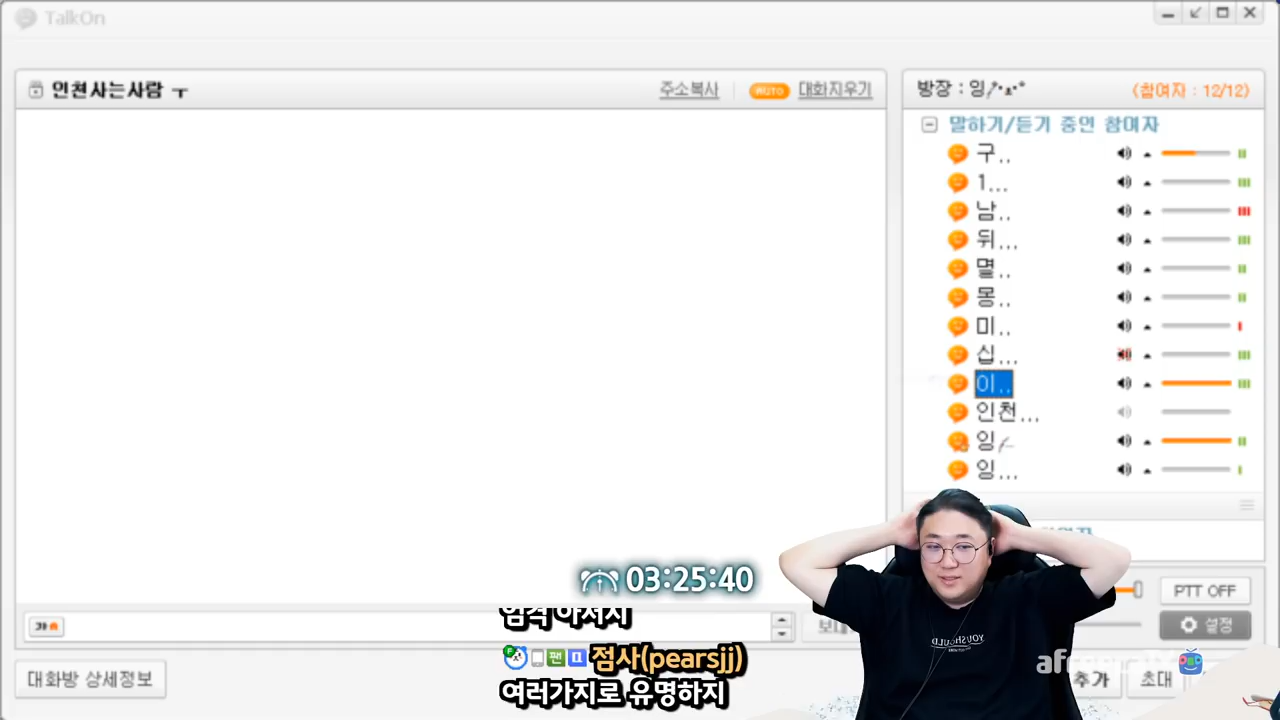 TalkOn
인천사는사람 ㅜ
주소복사
AUTO
대화지우기
방장 : 잉
(참여자 : 12/12)
말하기/듣기 중인 참여자
구..
1...
남..
뒤...
멸..
몽..
미..
십...
이..
인천...
잉
잉...
03:25:40
PTT OFF
설정
점사(pearsjj)
여러가지로 유명하지
대화방 상세정보
추가
초대